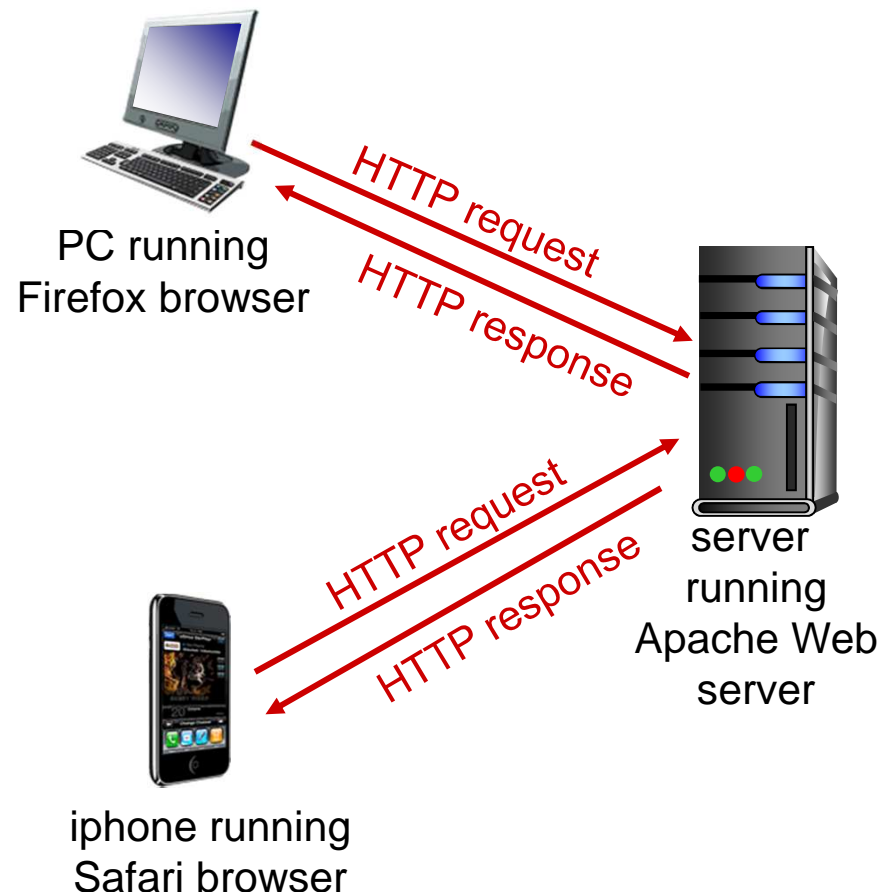 HTTP request
HTTP response
PC running
Firefox browser
HTTP request
HTTP response
server
running
Apache Web
server
iphone running
Safari browser